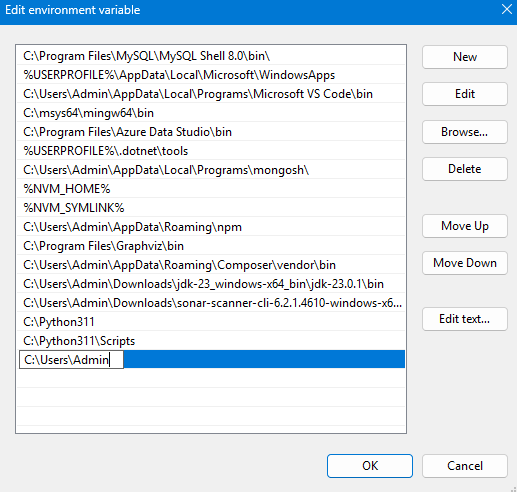 Edit environment variable
C:\Program Files\MySQL\MySQL Shell 8.0\bin\
%USERPROFILE%\AppData\Local\Microsoft\WindowsApps
C:\Users\Admin\AppData\Local\Programs\Microsoft VS Code\bin
C:\msys64\mingw64\bin
C:\Program Files\Azure Data Studio\bin
%USERPROFILE%\.dotnet\tools
C:\Users\Admin\AppData\Local\Programs\mongosh\
%NVM_HOME%
%NVM_SYMLINK%
C:\Users\Admin\AppData\Roaming\npm
C:\Program Files\Graphviz\bin
C:\Users\Admin\AppData\Roaming\Composer\vendor\bin
C:\Users\Admin\Downloads\jdk-23_windows-x64_bin\jdk-23.0.1\bin
C:\Users\Admin\Downloads\sonar-scanner-cli-6.2.1.4610-windows-x6...
C:\Python311
C:\Python311\Scripts
C:\Users\Admin
New
Edit
Browse...
Delete
Move Up
Move Down
Edit text...
OK
Cancel